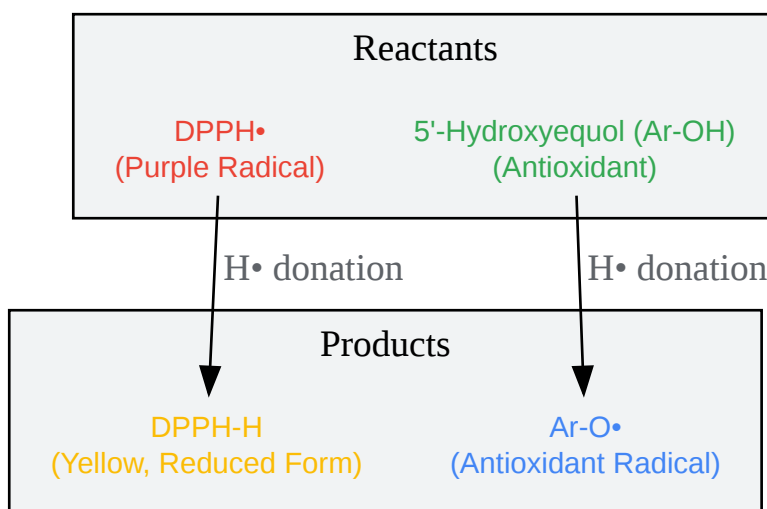 Reactants
DPPH•
(Purple Radical)
5'-Hydroxyequol (Ar-OH)
(Antioxidant)
H• donation
H• donation
Products
DPPH-H
(Yellow, Reduced Form)
Ar-O•
(Antioxidant Radical)